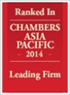 Ranked In
CHAMBERS
ASIA
PACIFIC
- 2014 -
Leading Firm